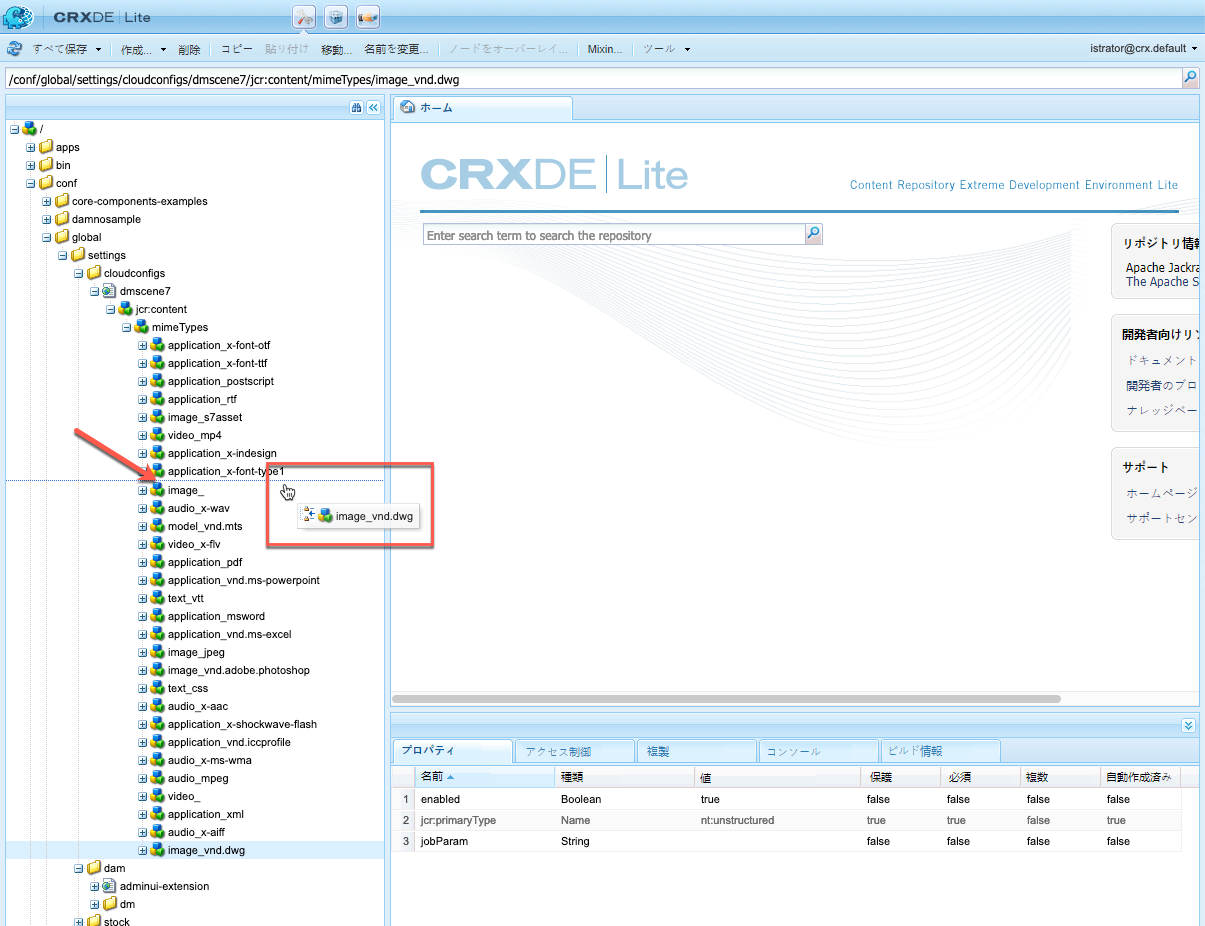 CRXDE | Lite
すべて保存 作成... 削除 コピー 貼り付け 移動... 名前を変更... ノードをオーバーレイ... Mixin... ツール istrator@crx.default
/conf/global/settings/cloudconfigs/dmscene7/jcr:content/mimeTypes/image_vnd.dwg
/
apps
bin
conf
core-components-examples
damnosample
global
settings
cloudconfigs
dmscene7
jcr:content
mimeTypes
application_x-font-otf
application_x-font-ttf
application_postscript
application_rtf
image_s7asset
video_mp4
application_x-indesign
application_x-font-type1
image_
audio_x-wav
model_vnd.mts
video_x-flv
application_pdf
application_vnd.ms-powerpoint
text_vtt
application_msword
application_vnd.ms-excel
image_jpeg
image_vnd.adobe.photoshop
text_css
audio_x-aac
application_x-shockwave-flash
application_vnd.iccprofile
audio_x-ms-wma
audio_mpeg
video_
application_xml
audio_x-aiff
image_vnd.dwg
dam
adminui-extension
dm
stock
image_vnd.dwg
ホーム
CRXDE | Lite
Content Repository Extreme Development Environment Lite
Enter search term to search the repository
リポジトリ情報
Apache Jackra
The Apache S
開発者向けリン
ドキュメント
開発者のブロ
ナレッジベー
サポート
ホームページ
サポートセン
プロパティ アクセス制御 複製 コンソール ビルド情報
名前 種類 値 保護 必須 複数 自動作成済み
1 enabled Boolean true false false false false
2 jcr:primaryType Name nt:unstructured true true false true
3 jobParam String false false false false